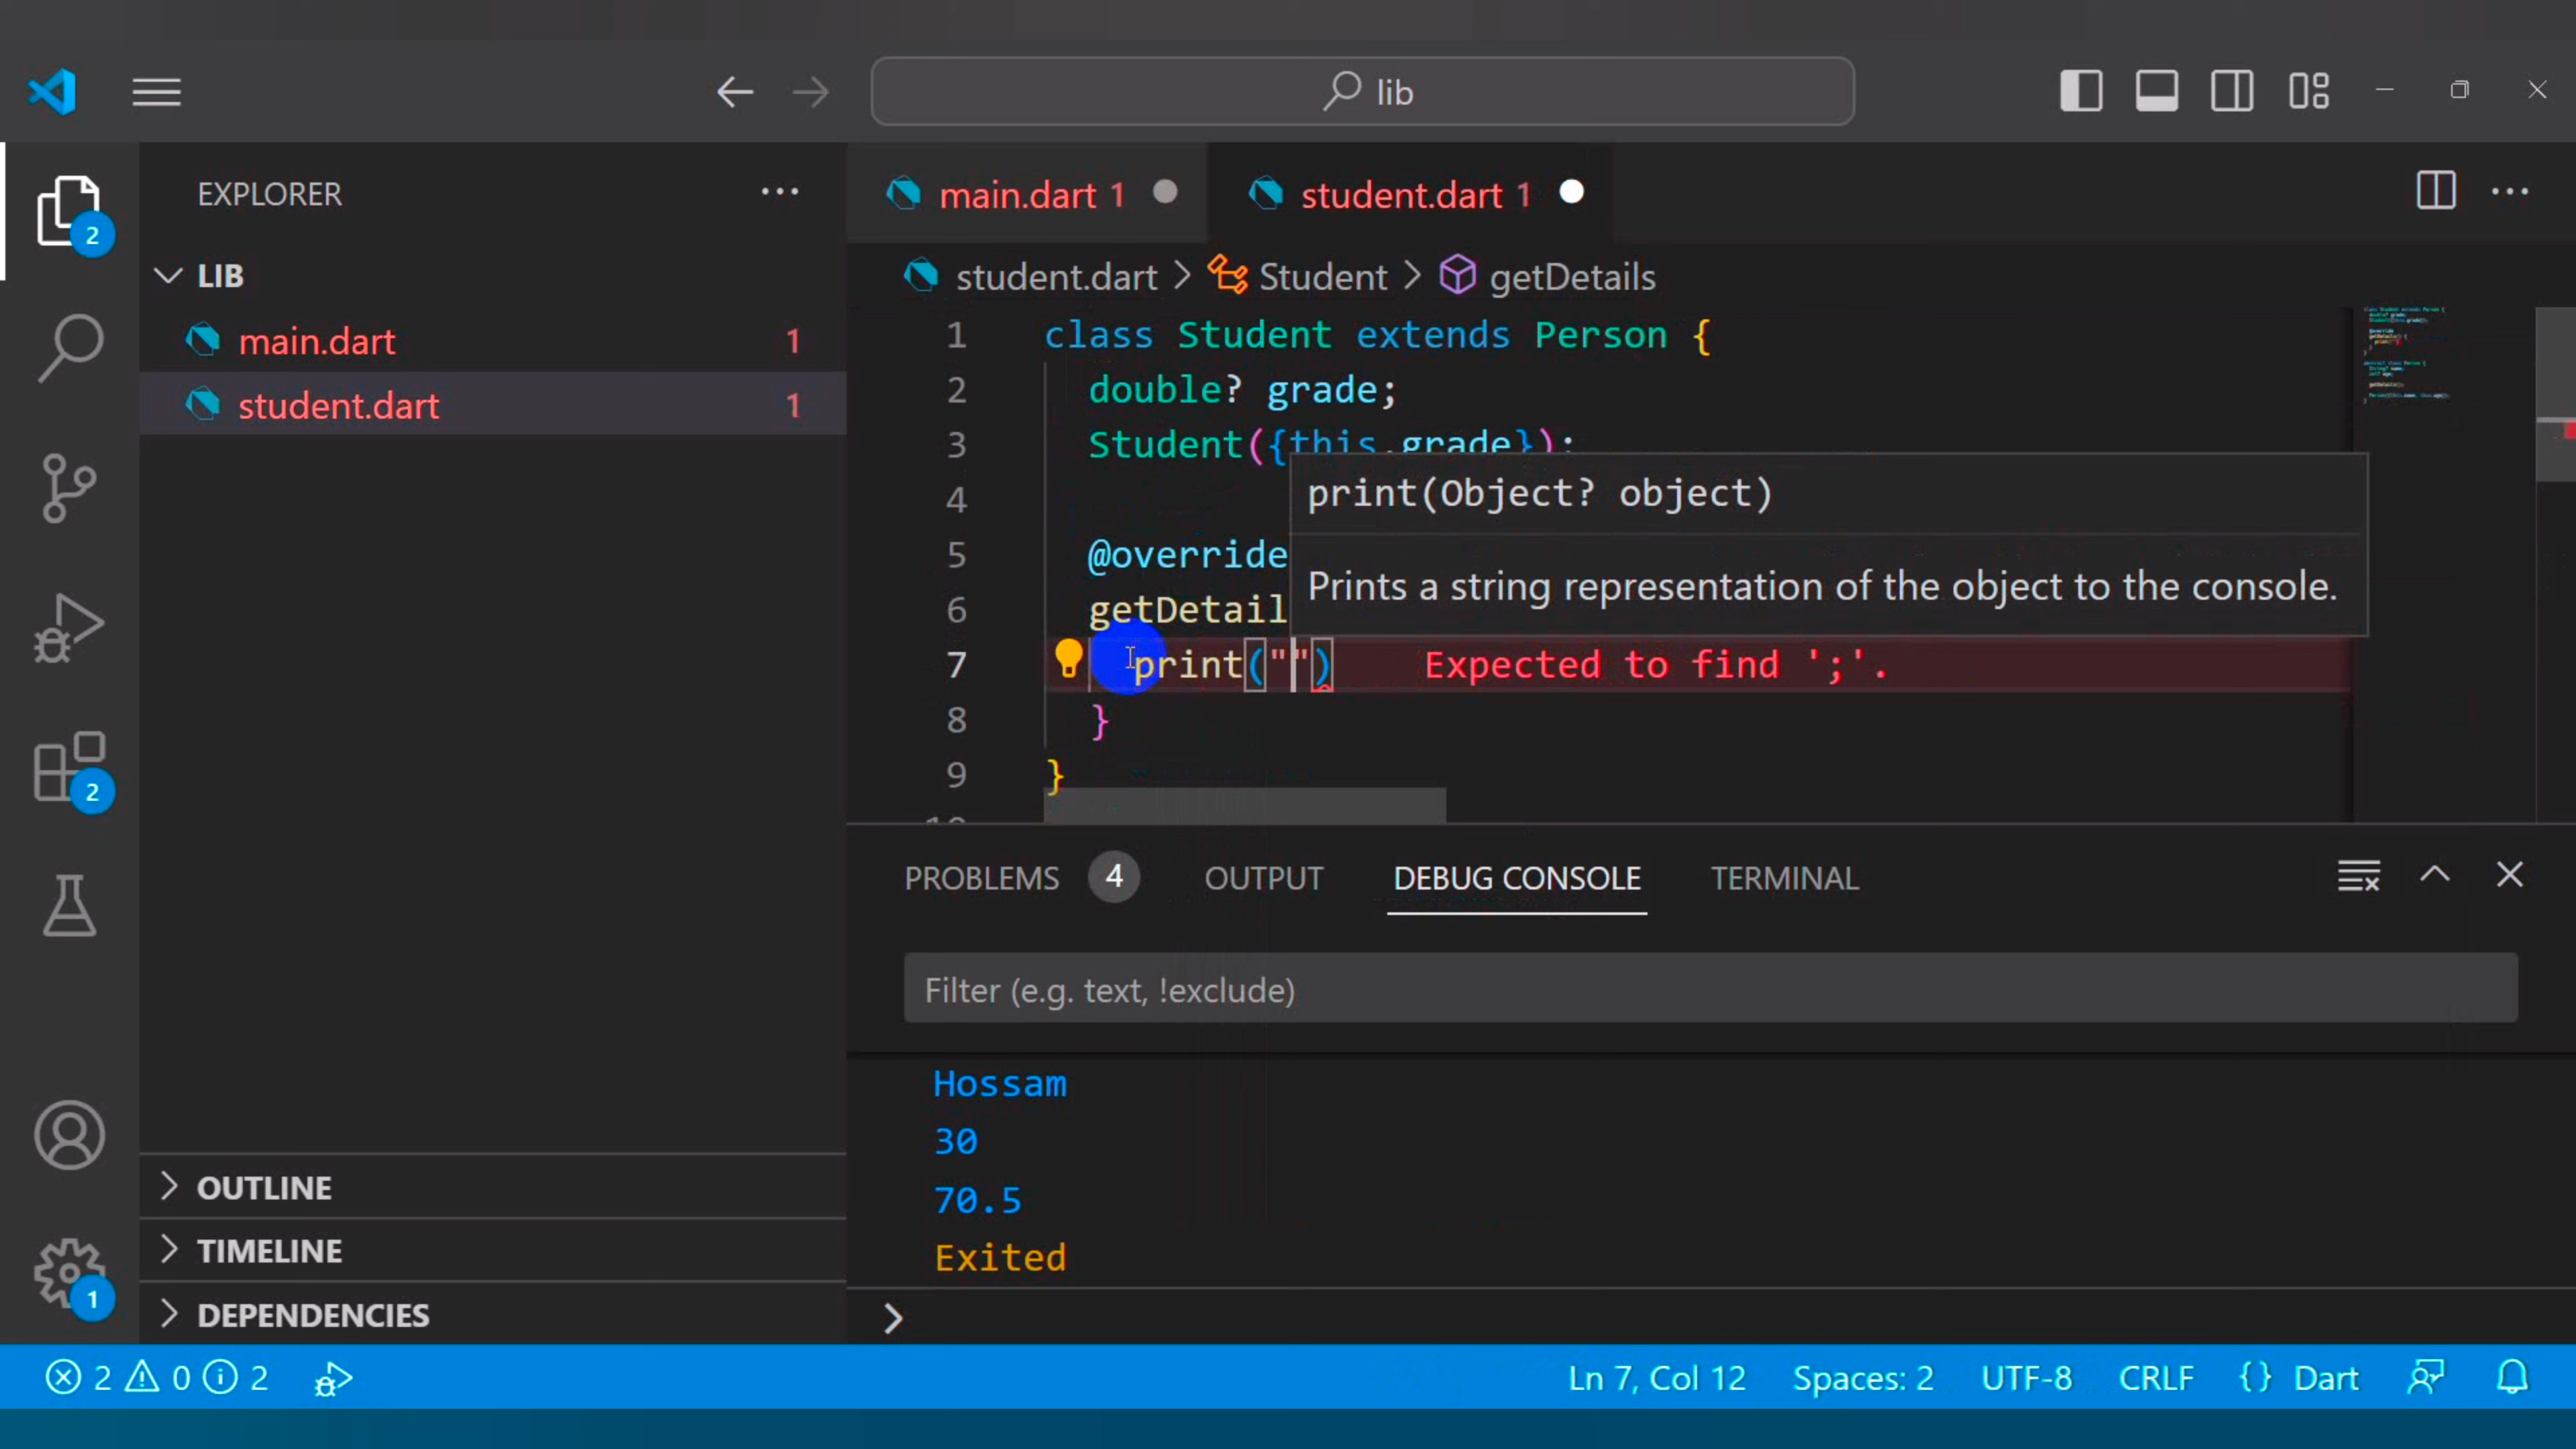 lib
EXPLORER
LIB
main.dart 1
student.dart 1
OUTLINE
TIMELINE
DEPENDENCIES
2
2
1
main.dart 1
student.dart 1
student.dart > Student > getDetails
1 class Student extends Person {
2 double? grade;
3 Student({this.grade});
4
5 @override
6 getDetail
7 print("") Expected to find ';'.
8 }
9 }
print(Object? object)
Prints a string representation of the object to the console.
PROBLEMS 4 OUTPUT DEBUG CONSOLE TERMINAL
Filter (e.g. text, !exclude)
Hossam
30
70.5
Exited
>
2 0 2 Ln 7, Col 12 Spaces: 2 UTF-8 CRLF {} Dart